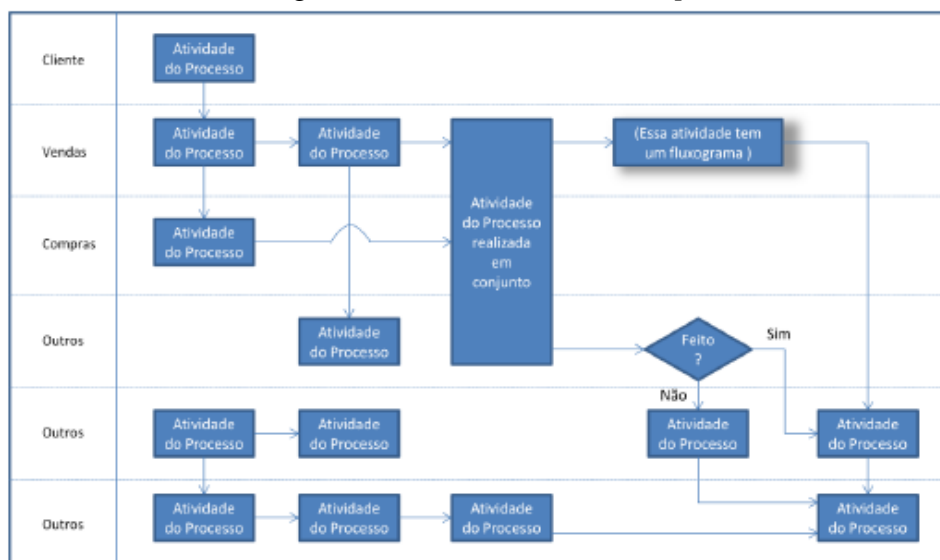 Cliente
Atividade
do Processo
Vendas
Atividade
do Processo
Atividade
do Processo
(Essa atividade tem
um fluxograma )
Compras
Atividade
do Processo
Atividade
do Processo
realizada
em
conjunto
Outros
Atividade
do Processo
Feito
?
Sim
Não
Outros
Atividade
do Processo
Atividade
do Processo
Atividade
do Processo
Atividade
do Processo
Outros
Atividade
do Processo
Atividade
do Processo
Atividade
do Processo
Atividade
do Processo